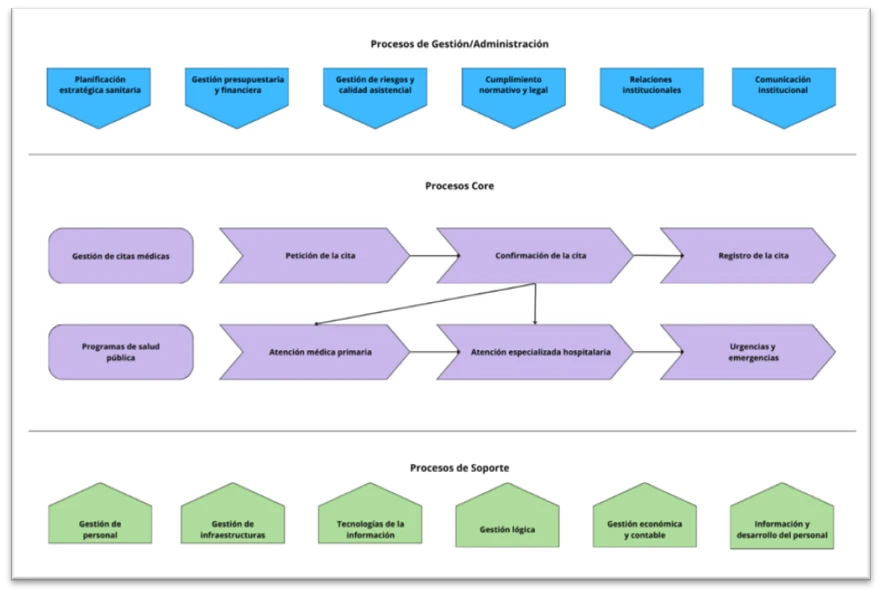 Procesos de Gestión/Administración
Planificación
estratégica sanitaria
Gestión presupuestaria
y financiera
Gestión de riesgos y
calidad asistencial
Cumplimiento
normativo y legal
Relaciones
institucionales
Comunicación
institucional
Procesos Core
Gestión de citas médicas
Petición de la cita
Confirmación de la cita
Registro de la cita
Programas de salud
pública
Atención médica primaria
Atención especializada hospitalaria
Urgencias y
emergencias
Procesos de Soporte
Gestión de
personal
Gestión de
infraestructuras
Tecnologías de la
información
Gestión lógica
Gestión económica
y contable
Información y
desarrollo del personal